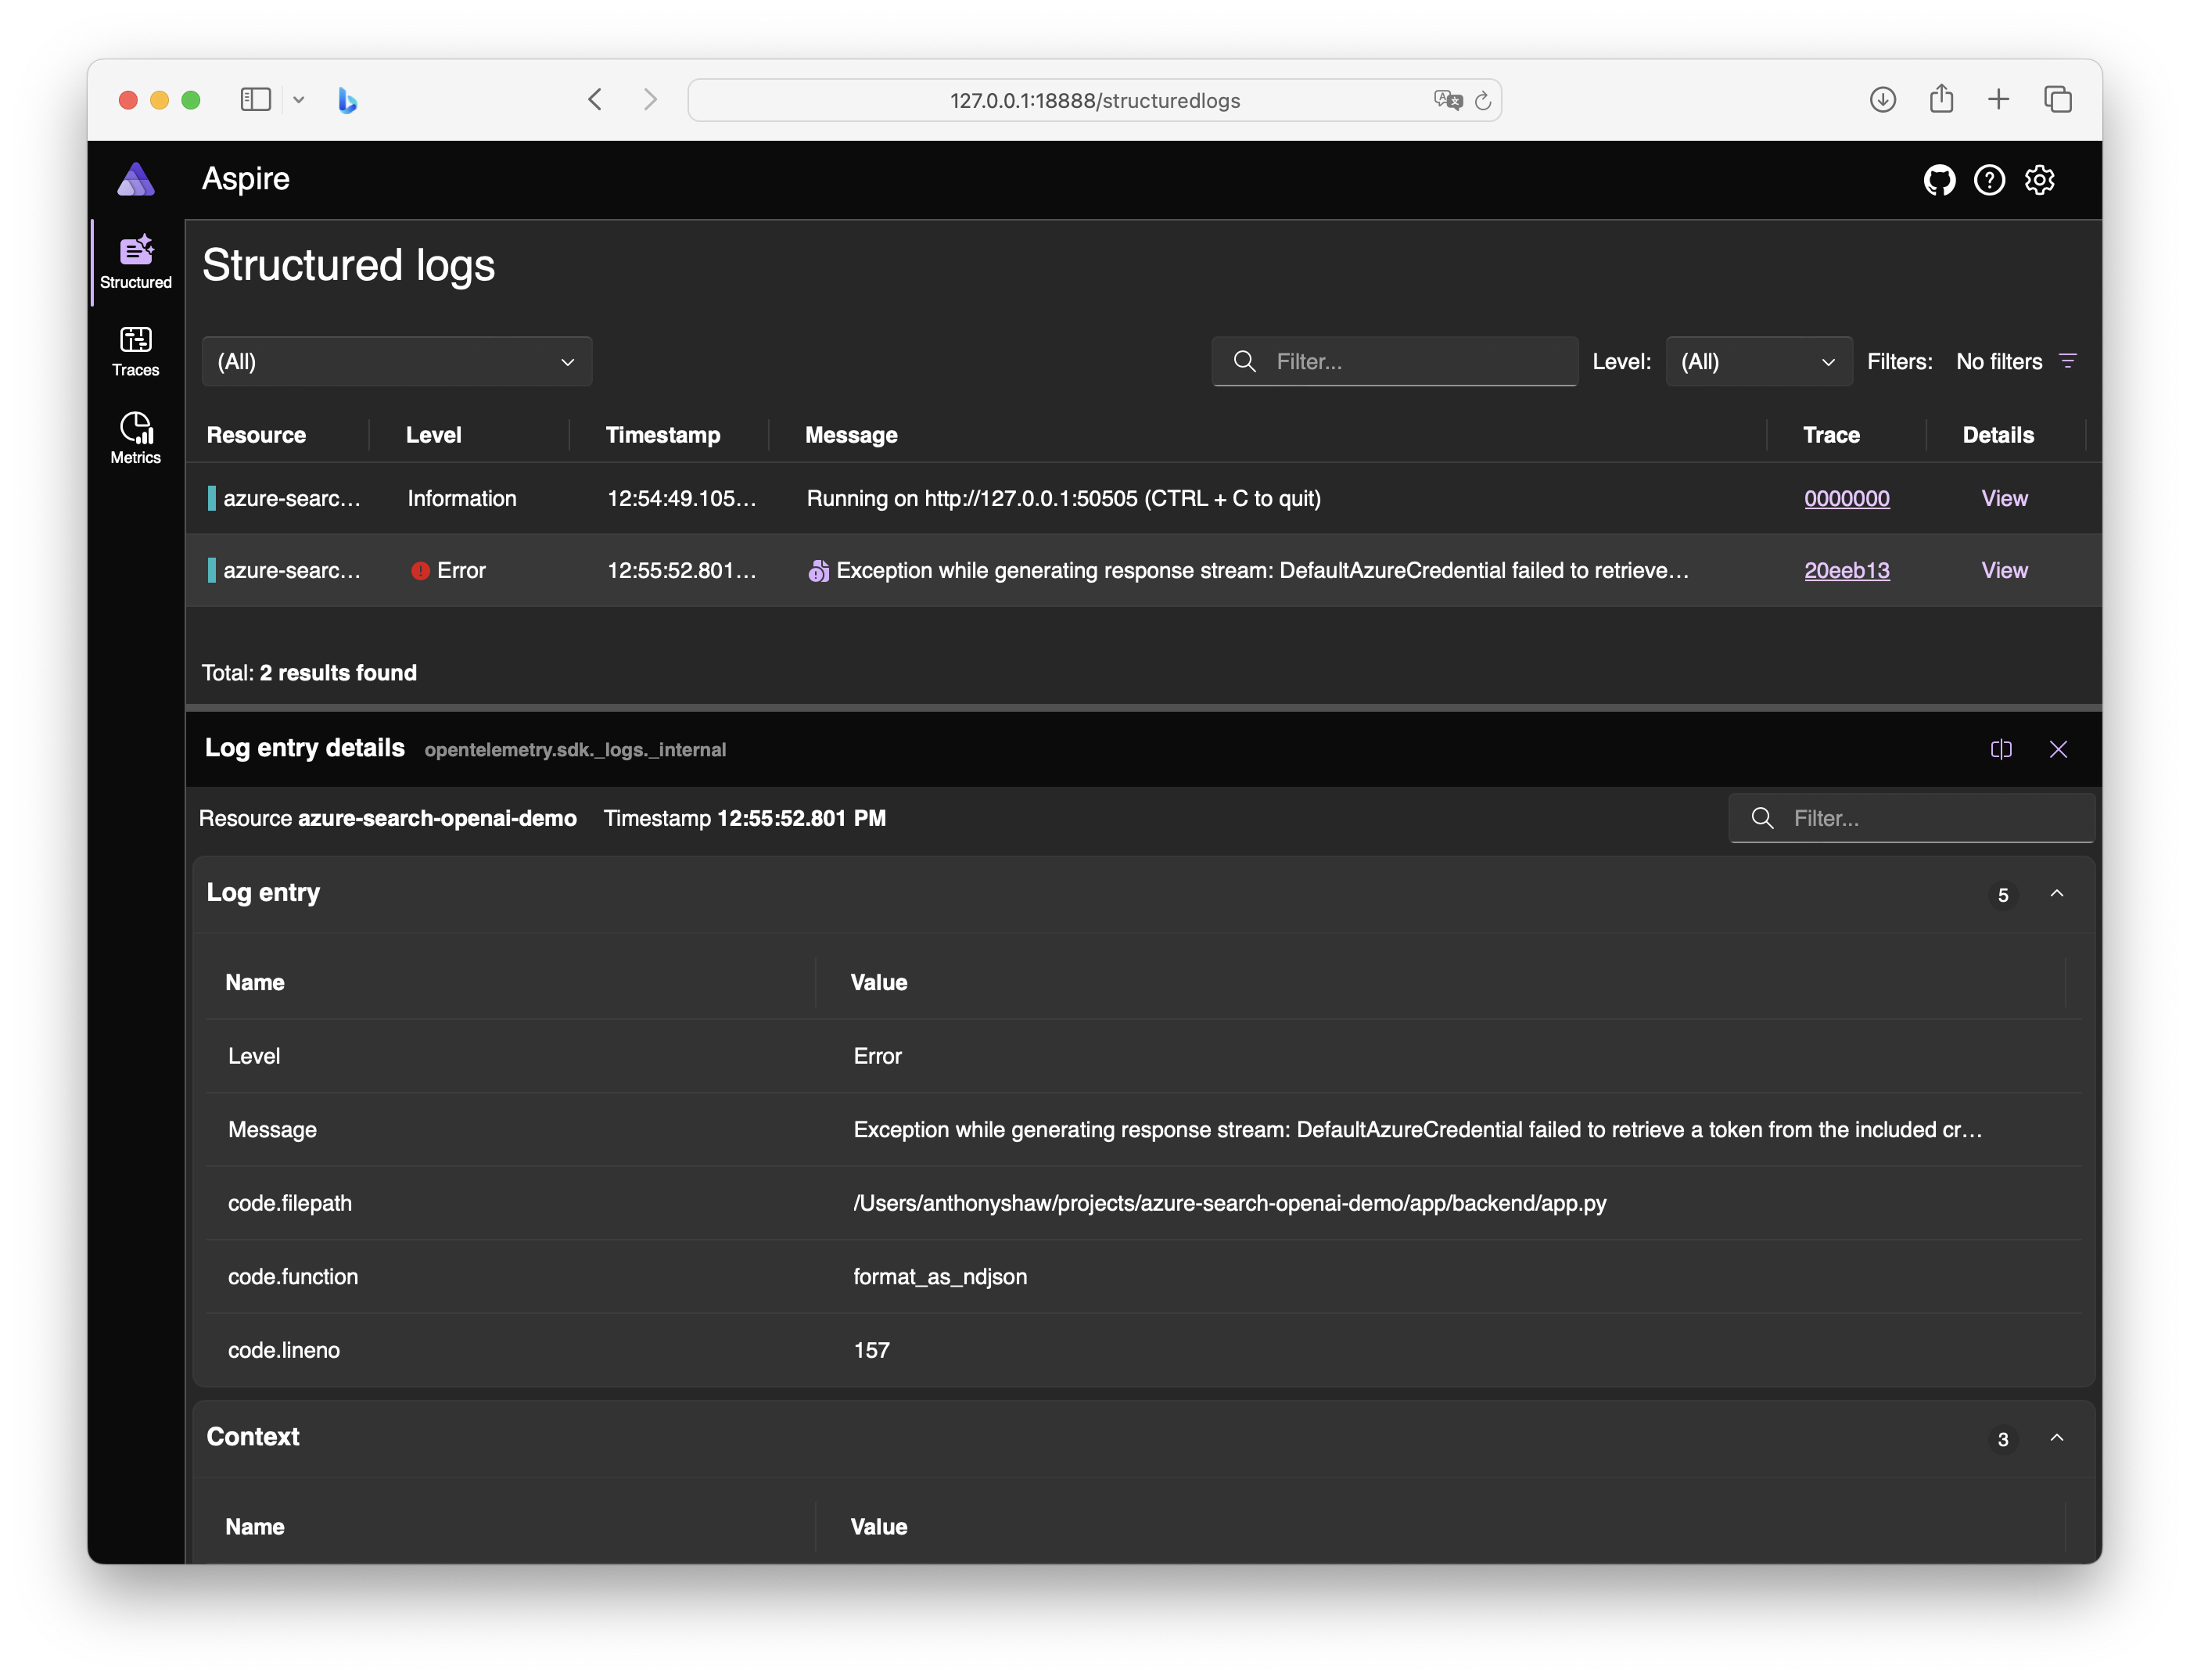 127.0.0.1:18888/structuredlogs
Aspire
Structured
Traces
Metrics
Structured logs
(All)
Filter...
Level:
(All)
Filters:
No filters
Resource Level Timestamp Message Trace Details
azure-searc... Information 12:54:49.105... Running on http://127.0.0.1:50505 (CTRL + C to quit) 0000000 View
azure-searc... Error 12:55:52.801... Exception while generating response stream: DefaultAzureCredential failed to retrieve... 20eeb13 View
Total: 2 results found
Log entry details opentelemetry.sdk._logs._internal
Resource azure-search-openai-demo Timestamp 12:55:52.801 PM Filter...
Log entry 5
Name Value
Level Error
Message Exception while generating response stream: DefaultAzureCredential failed to retrieve a token from the included cr...
code.filepath /Users/anthonyshaw/projects/azure-search-openai-demo/app/backend/app.py
code.function format_as_ndjson
code.lineno 157
Context 3
Name Value